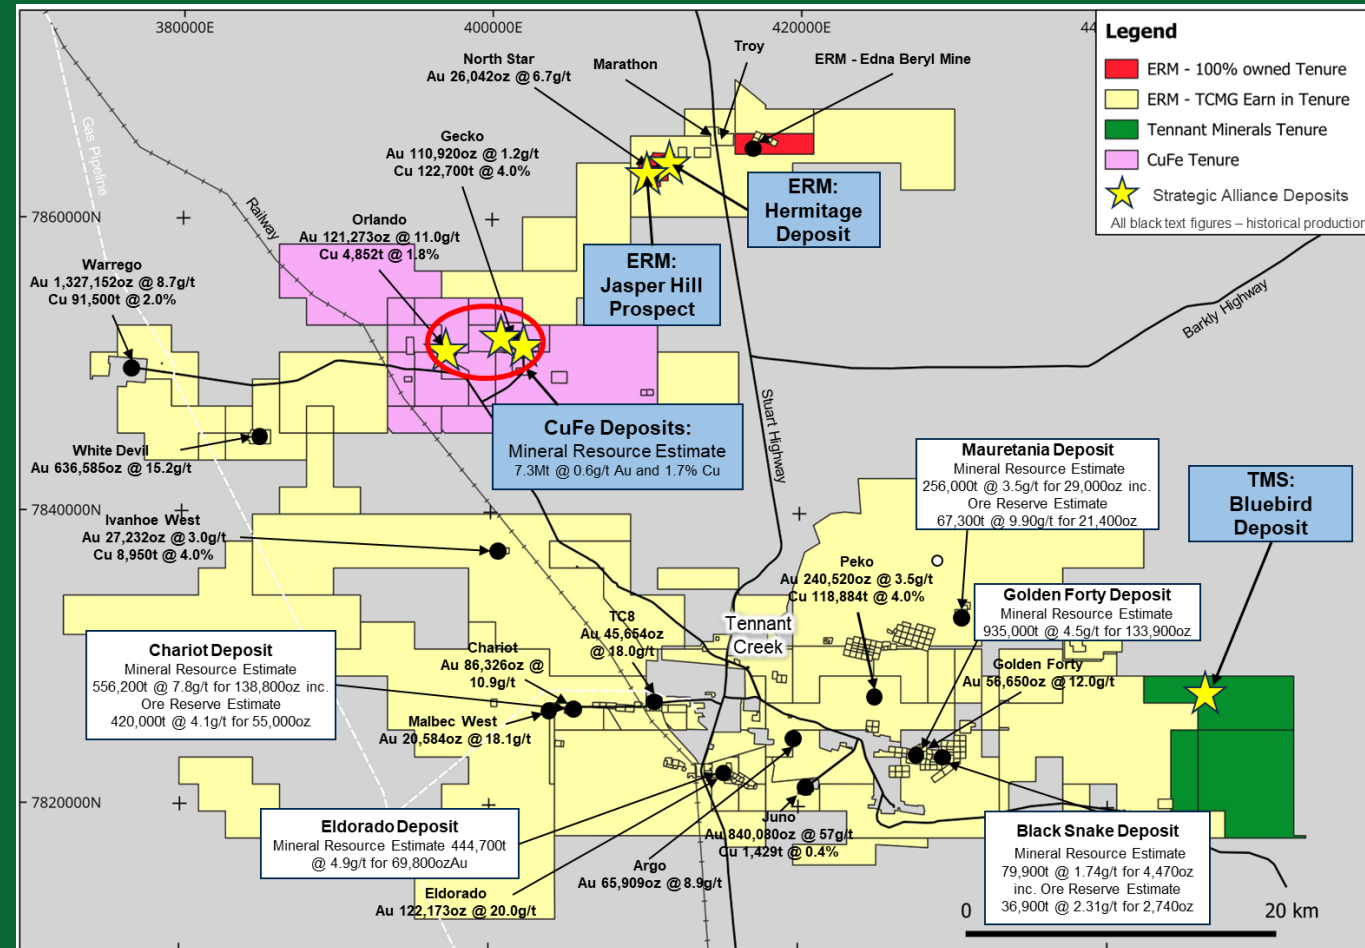 380000E
400000E
420000E
Legend
ERM - 100% owned Tenure
ERM - TCMG Earn in Tenure
Tennant Minerals Tenure
CuFe Tenure
Strategic Alliance Deposits
All black text figures – historical production
North Star
Au 26,042oz @ 6.7g/t
Marathon
Troy
ERM - Edna Beryl Mine
Gas Pipeline
Railway
Gecko
Au 110,920oz @ 1.2g/t
Cu 122,700t @ 4.0%
ERM:
Hermitage
Deposit
7860000N
Orlando
Au 121,273oz @ 11.0g/t
Cu 4,852t @ 1.8%
ERM:
Jasper Hill
Prospect
Warrego
Au 1,327,152oz @ 8.7g/t
Cu 91,500t @ 2.0%
Barkly Highway
Stuart Highway
CuFe Deposits:
Mineral Resource Estimate
7.3Mt @ 0.6g/t Au and 1.7% Cu
White Devil
Au 636,585oz @ 15.2g/t
Mauretania Deposit
Mineral Resource Estimate
256,000t @ 3.5g/t for 29,000oz inc.
Ore Reserve Estimate
67,300t @ 9.90g/t for 21,400oz
TMS:
Bluebird
Deposit
7840000N
Ivanhoe West
Au 27,232oz @ 3.0g/t
Cu 8,950t @ 4.0%
Peko
Au 240,520oz @ 3.5g/t
Cu 118,884t @ 4.0%
Golden Forty Deposit
Mineral Resource Estimate
935,000t @ 4.5g/t for 133,900oz
TC8
Au 45,654oz
@ 18.0g/t
Tennant
Creek
Chariot Deposit
Mineral Resource Estimate
556,200t @ 7.8g/t for 138,800oz inc.
Ore Reserve Estimate
420,000t @ 4.1g/t for 55,000oz
Chariot
Au 86,326oz @
10.9g/t
Golden Forty
Au 56,650oz @ 12.0g/t
Malbec West
Au 20,584oz @ 18.1g/t
7820000N
Eldorado Deposit
Mineral Resource Estimate 444,700t
@ 4.9g/t for 69,800ozAu
Juno
Au 840,080oz @ 57g/t
Cu 1,429t @ 0.4%
Black Snake Deposit
Mineral Resource Estimate
79,900t @ 1.74g/t for 4,470oz
inc. Ore Reserve Estimate
36,900t @ 2.31g/t for 2,740oz
Argo
Au 65,909oz @ 8.9g/t
Eldorado
Au 122,173oz @ 20.0g/t
0
20 km